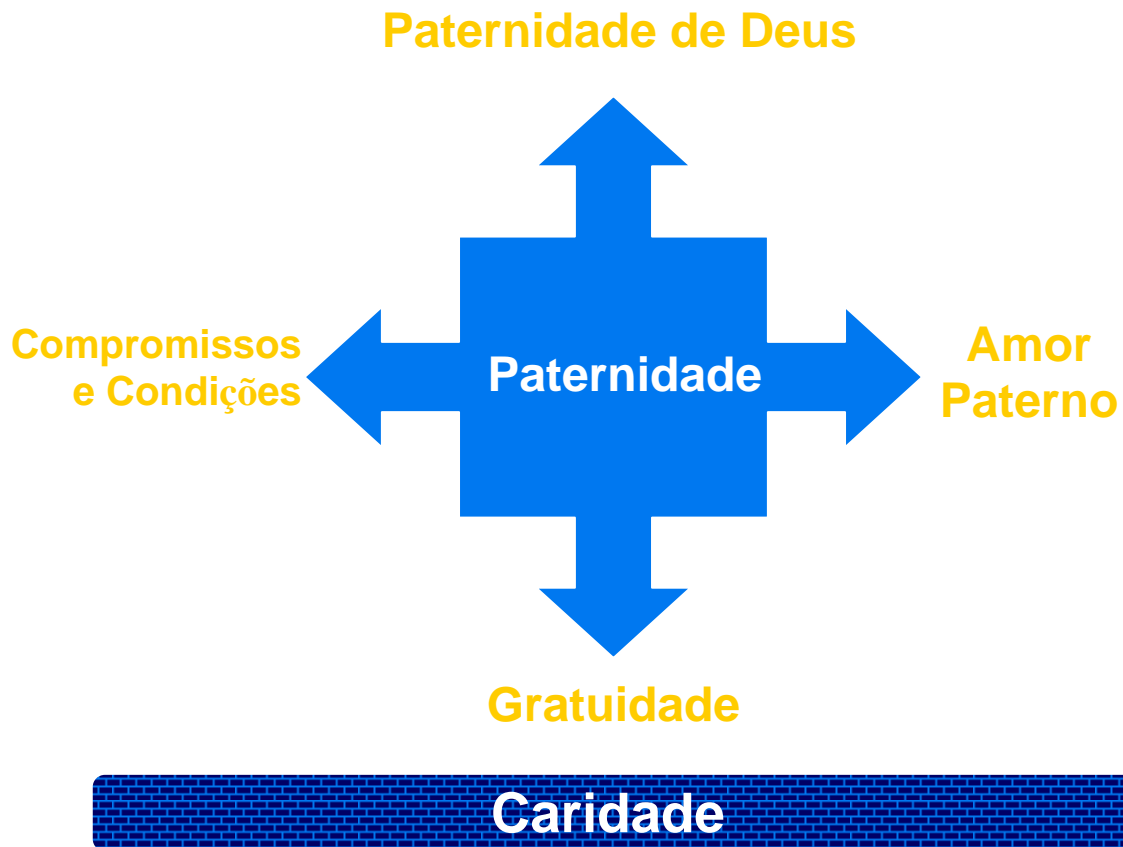 Paternidade de Deus
Compromissos
e Condições
Paternidade
Amor
Paterno
Gratuidade
Caridade